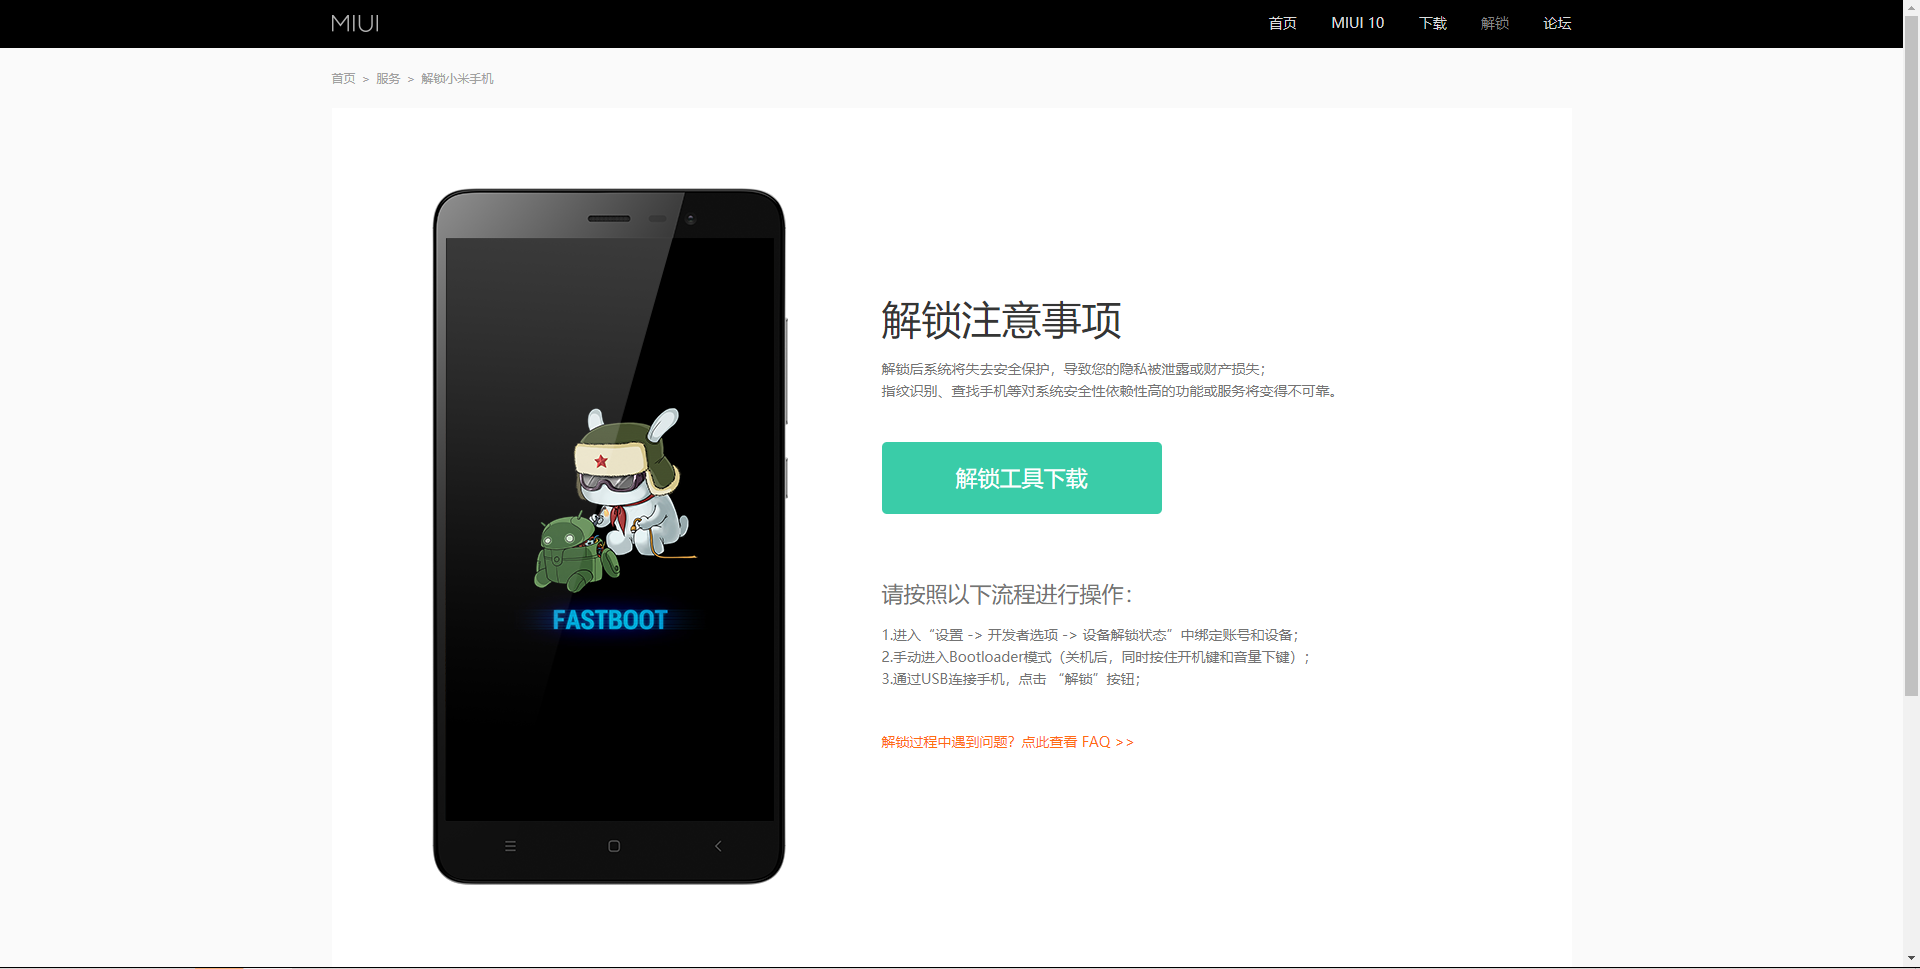 MIUI
首页 MIUI 10 下载 解锁 论坛
首页 > 服务 > 解锁小米手机
解锁注意事项
解锁后系统将失去安全保护，导致您的隐私被泄露或财产损失；
指纹识别、查找手机等对系统安全性依赖性高的功能或服务将变得不可靠。
解锁工具下载
FASTBOOT
请按照以下流程进行操作：
1.进入“设置 -> 开发者选项 -> 设备解锁状态”中绑定账号和设备；
2.手动进入Bootloader模式（关机后，同时按住开机键和音量下键）；
3.通过USB连接手机，点击 “解锁”按钮；
解锁过程中遇到问题？点此查看 FAQ >>